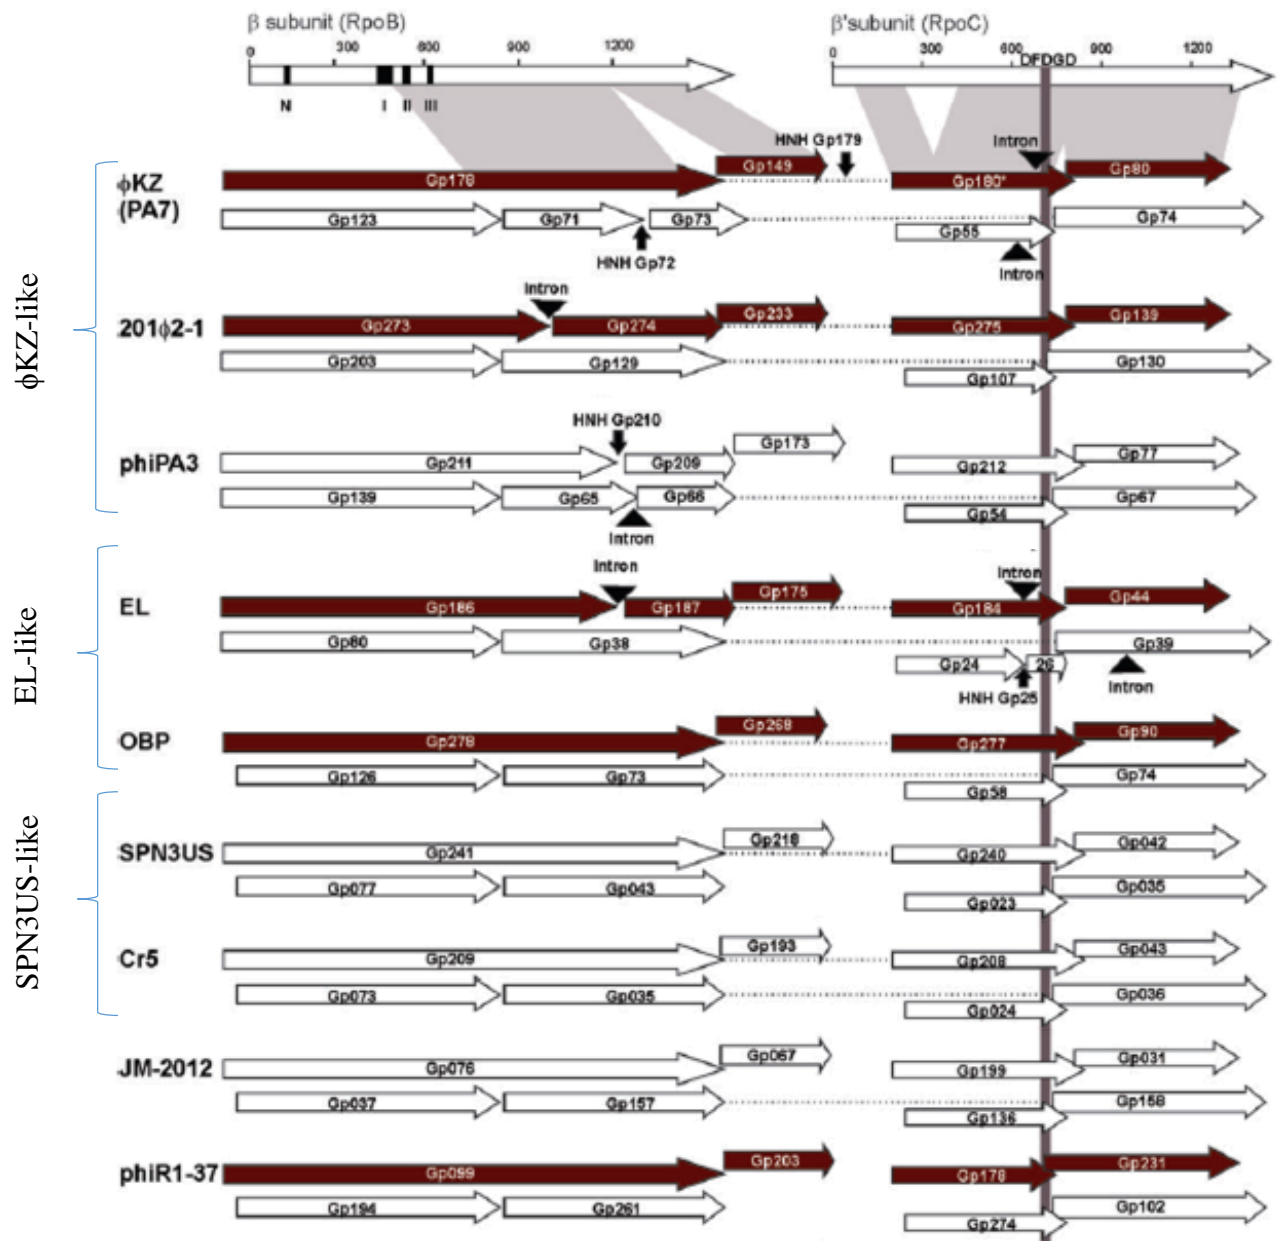 β subunit (RpoB)
β'subunit (RpoC)
0 300 600 900 1200
0 300 600 900 1200
DFDGD
N I II III
HNH Gp179
Intron
ϕKZ
(PA7)
Gp178 Gp149 Gp180* Gp80
Gp123 Gp71 Gp73 Gp55 Gp74
HNH Gp72
Intron
ϕKZ-like
Intron
201ϕ2-1
Gp273 Gp274 Gp233 Gp275 Gp139
Gp203 Gp129 Gp107 Gp130
HNH Gp210
phiPA3
Gp211 Gp209 Gp173 Gp212 Gp77
Gp139 Gp65 Gp66 Gp54 Gp67
Intron
Intron
Intron
EL-like
EL
Gp186 Gp187 Gp175 Gp184 Gp44
Gp80 Gp38 Gp24 26 Gp39
HNH Gp25
Intron
OBP
Gp278 Gp268 Gp277 Gp90
Gp126 Gp73 Gp58 Gp74
SPN3US-like
SPN3US
Gp241 Gp218 Gp240 Gp042
Gp077 Gp043 Gp023 Gp035
Cr5
Gp209 Gp193 Gp208 Gp043
Gp073 Gp035 Gp024 Gp036
JM-2012
Gp076 Gp067 Gp199 Gp031
Gp037 Gp157 Gp136 Gp158
phiR1-37
Gp099 Gp203 Gp178 Gp231
Gp194 Gp261 Gp274 Gp102